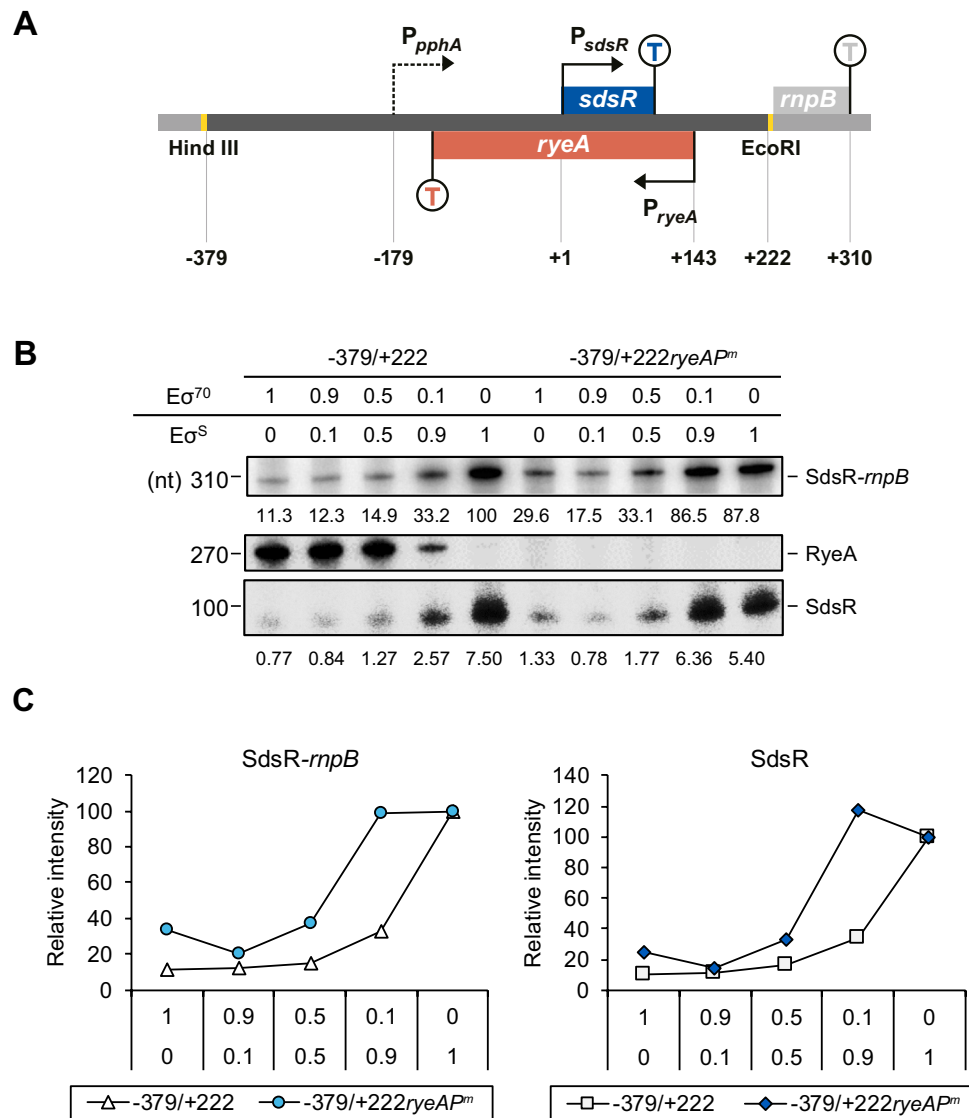 A
P_pphA
P_sdsR
T
T
sdsR
rnpB
ryeA
Hind III
EcoRI
T
P_ryeA
-379
-179
+1
+143
+222
+310
B
-379/+222
-379/+222ryeAPᵐ
Eσ⁷⁰ 1 0.9 0.5 0.1 0 1 0.9 0.5 0.1 0
Eσˢ 0 0.1 0.5 0.9 1 0 0.1 0.5 0.9 1
(nt) 310 SdsR-rnpB
11.3 12.3 14.9 33.2 100 29.6 17.5 33.1 86.5 87.8
270 RyeA
100 SdsR
0.77 0.84 1.27 2.57 7.50 1.33 0.78 1.77 6.36 5.40
C
SdsR-rnpB
Relative intensity
120
100
80
60
40
20
0
1 0.9 0.5 0.1 0
0 0.1 0.5 0.9 1
-379/+222 -379/+222ryeAPᵐ
SdsR
Relative intensity
140
120
100
80
60
40
20
0
1 0.9 0.5 0.1 0
0 0.1 0.5 0.9 1
-379/+222 -379/+222ryeAPᵐ